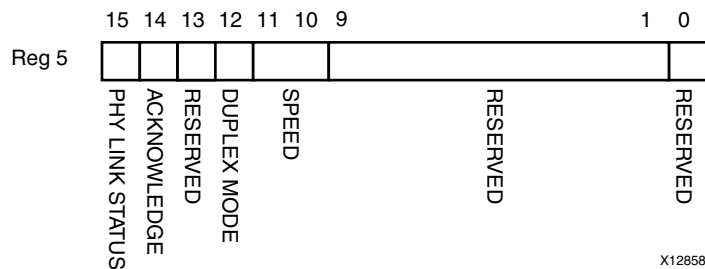 15 14 13 12 11 10 9 1 0
Reg 5
PHY LINK STATUS
ACKNOWLEDGE
RESERVED
DUPLEX MODE
SPEED
RESERVED
RESERVED
X12858